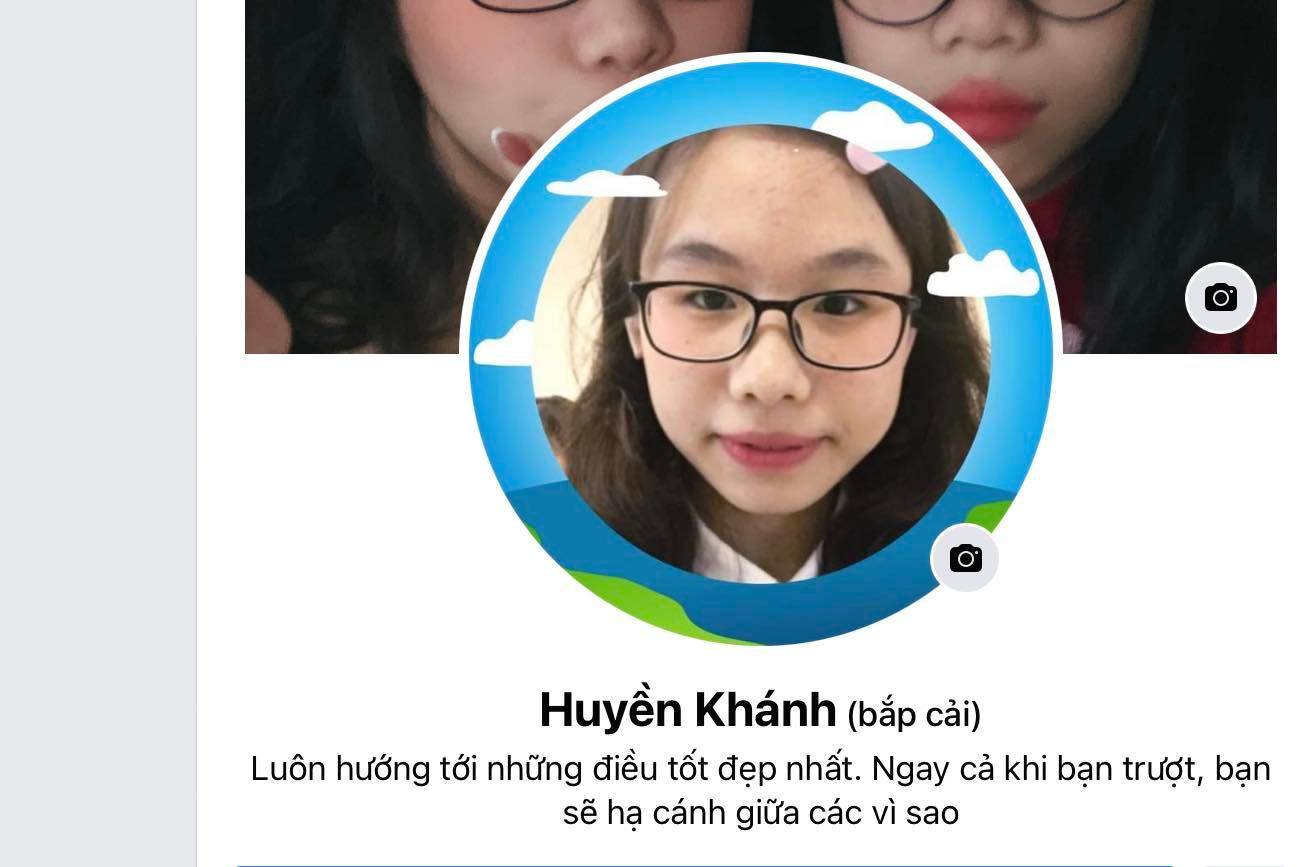 Huyền Khánh (bắp cải)
Luôn hướng tới những điều tốt đẹp nhất. Ngay cả khi bạn trượt, bạn
sẽ hạ cánh giữa các vì sao